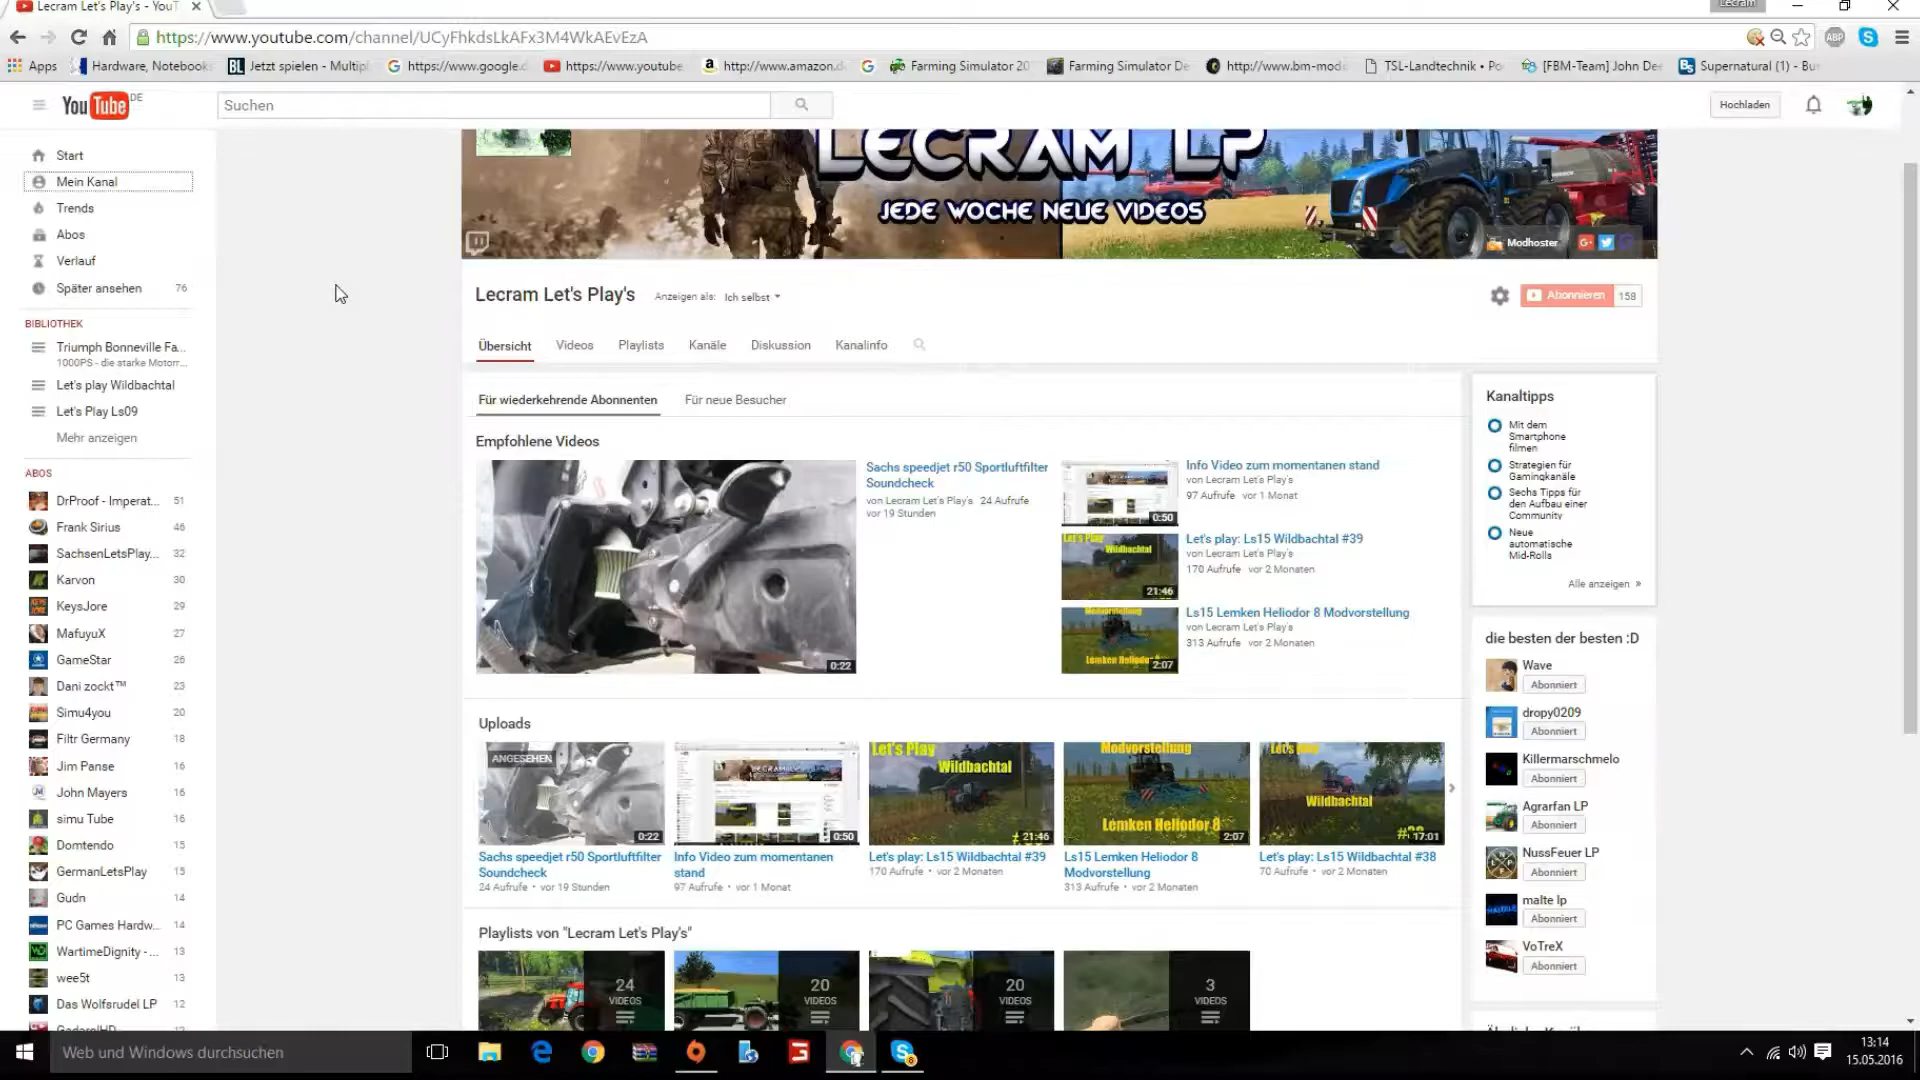 Lecram Let's Play's - YouT
Lecram
https://www.youtube.com/channel/UCyFhkdsLkAFx3M4WkAEvEzA
ABP
Apps
Hardware, Notebook
Jetzt spielen - Multipl
https://www.google.
https://www.youtube.
http://www.amazon.d
Farming Simulator 20
Farming Simulator De
http://www.bm-mod
TSL-Landtechnik • Po
[FBM-Team] John Dee
Supernatural (1) - Bu
YouTube DE
Suchen
Hochladen
Start
Mein Kanal
Trends
Abos
Verlauf
Später ansehen 76
BIBLIOTHEK
Triumph Bonneville Fa...
1000PS - die starke Motorr...
Let's play Wildbachtal
Let's Play Ls09
Mehr anzeigen
ABOS
DrProof - Imperat... 51
Frank Sirius 46
SachsenLetsPlay... 32
Karvon 30
KeysJore 29
MafuyuX 27
GameStar 26
Dani zockt™ 23
Simu4you 20
Filtr Germany 18
Jim Panse 16
John Mayers 16
simu Tube 16
Domtendo 15
GermanLetsPlay 15
Gudn 14
PC Games Hardw... 14
WartimeDignity - ... 13
wee5t 13
Das Wolfsrudel LP 12
LECRAM LP
JEDE WOCHE NEUE VIDEOS
Modhoster
Lecram Let's Play's
Anzeigen als: Ich selbst
Abonnieren 158
Übersicht
Videos
Playlists
Kanäle
Diskussion
Kanalinfo
Für wiederkehrende Abonnenten
Für neue Besucher
Empfohlene Videos
0:22
Sachs speedjet r50 Sportluftfilter
Soundcheck
von Lecram Let's Play's 24 Aufrufe
vor 19 Stunden
0:50
Info Video zum momentanen stand
von Lecram Let's Play's
97 Aufrufe vor 1 Monat
Let's Play
Wildbachtal
21:46
Let's play: Ls15 Wildbachtal #39
von Lecram Let's Play's
170 Aufrufe vor 2 Monaten
Modvorstellung
Lemken Heliodor
2:07
Ls15 Lemken Heliodor 8 Modvorstellung
von Lecram Let's Play's
313 Aufrufe vor 2 Monaten
Uploads
ANGESEHEN
0:22
Sachs speedjet r50 Sportluftfilter
Soundcheck
24 Aufrufe • vor 19 Stunden
0:50
Info Video zum momentanen
stand
97 Aufrufe • vor 1 Monat
Let's Play
Wildbachtal
21:46
Let's play: Ls15 Wildbachtal #39
170 Aufrufe • vor 2 Monaten
Modvorstellung
Lemken Heliodor 8
2:07
Ls15 Lemken Heliodor 8
Modvorstellung
313 Aufrufe • vor 2 Monaten
Wildbachtal
17:01
Let's play: Ls15 Wildbachtal #38
70 Aufrufe • vor 2 Monaten
Playlists von "Lecram Let's Play's"
24
VIDEOS
20
VIDEOS
20
VIDEOS
3
VIDEOS
Kanaltipps
Mit dem
Smartphone
filmen
Strategien für
Gamingkanäle
Sechs Tipps für
den Aufbau einer
Community
Neue
automatische
Mid-Rolls
Alle anzeigen »
die besten der besten :D
Wave
Abonniert
dropy0209
Abonniert
Killermarschmelo
Abonniert
Agrarfan LP
Abonniert
NussFeuer LP
Abonniert
malte lp
Abonniert
VoTreX
Abonniert
Web und Windows durchsuchen
13:14
15.05.2016